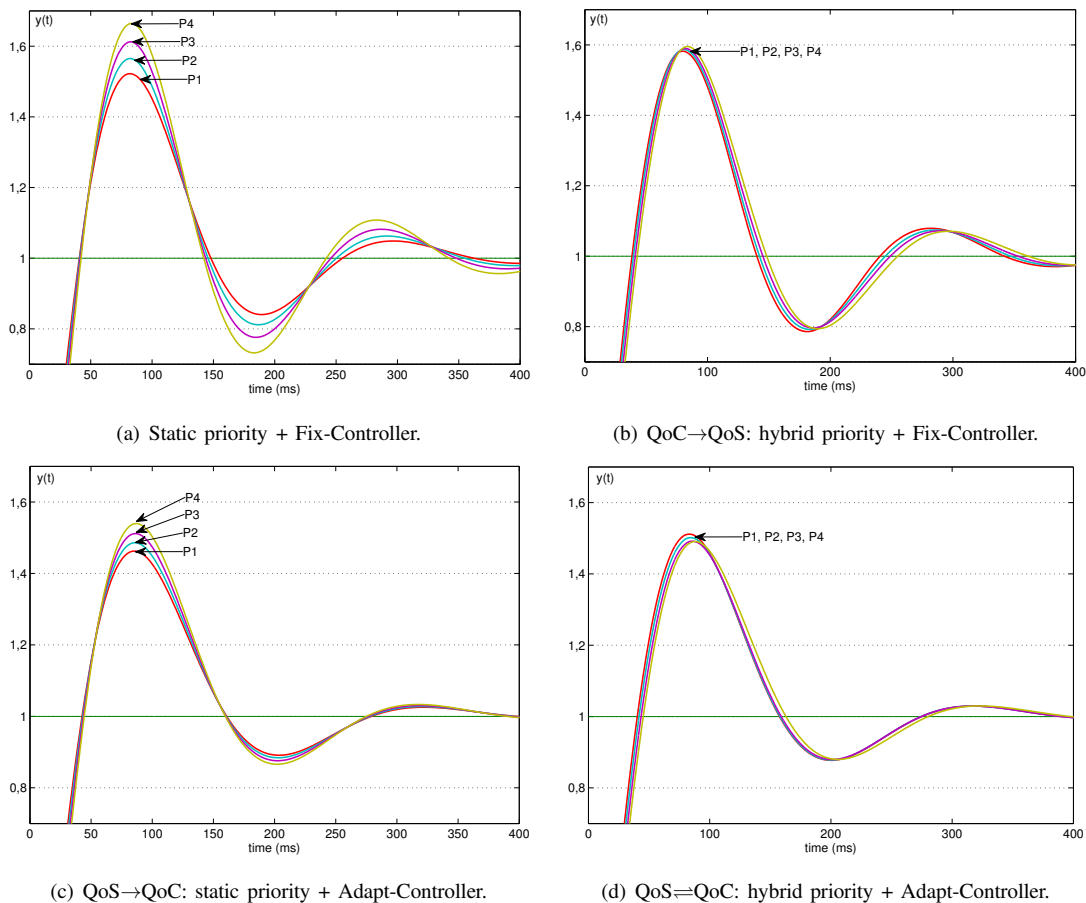 y(t)
P4
P3
P2
P1
1,6
1,4
1,2
1
0,8
0 50 100 150 200 250 300 350 400
time (ms)
(a) Static priority + Fix-Controller.
y(t)
P1, P2, P3, P4
1,6
1,4
1,2
1
0,8
0 100 200 300 400
time (ms)
(b) QoC→QoS: hybrid priority + Fix-Controller.
y(t)
P4
P3
P2
P1
1,6
1,4
1,2
1
0,8
0 50 100 150 200 250 300 350 400
time (ms)
(c) QoS→QoC: static priority + Adapt-Controller.
y(t)
P1, P2, P3, P4
1,6
1,4
1,2
1
0,8
0 100 200 300 400
time (ms)
(d) QoS⇌QoC: hybrid priority + Adapt-Controller.